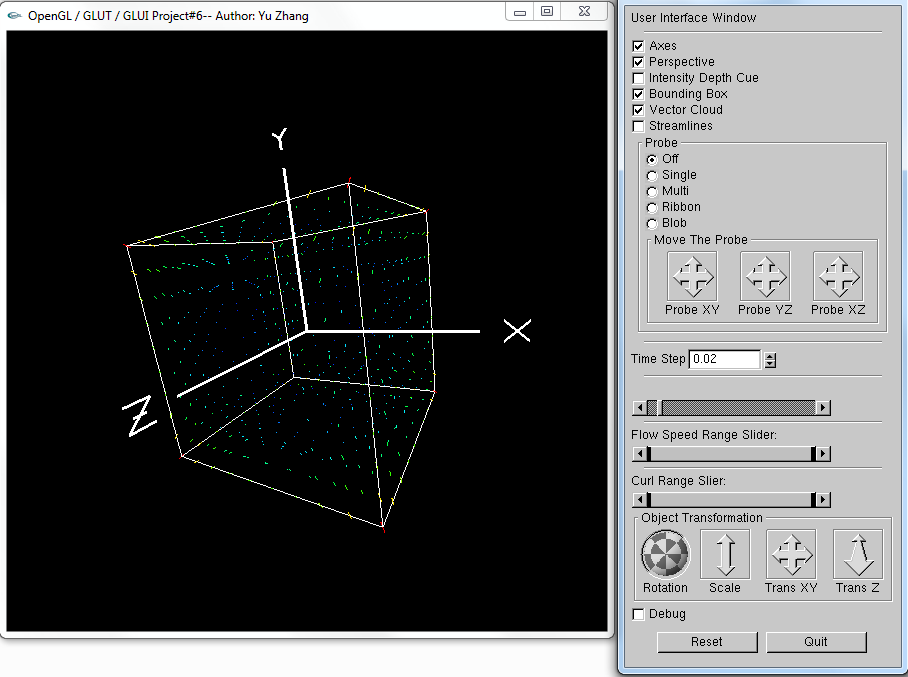 OpenGL / GLUT / GLUI Project#6-- Author: Yu Zhang
Y
X
Z
User Interface Window
Axes
Perspective
Intensity Depth Cue
Bounding Box
Vector Cloud
Streamlines
Probe
Off
Single
Multi
Ribbon
Blob
Move The Probe
Probe XY Probe YZ Probe XZ
Time Step 0.02
Flow Speed Range Slider:
Curl Range Slier:
Object Transformation
Rotation Scale Trans XY Trans Z
Debug
Reset Quit